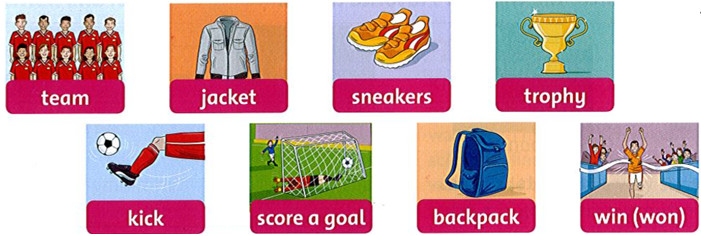 team
jacket
sneakers
trophy
kick
score a goal
backpack
win (won)